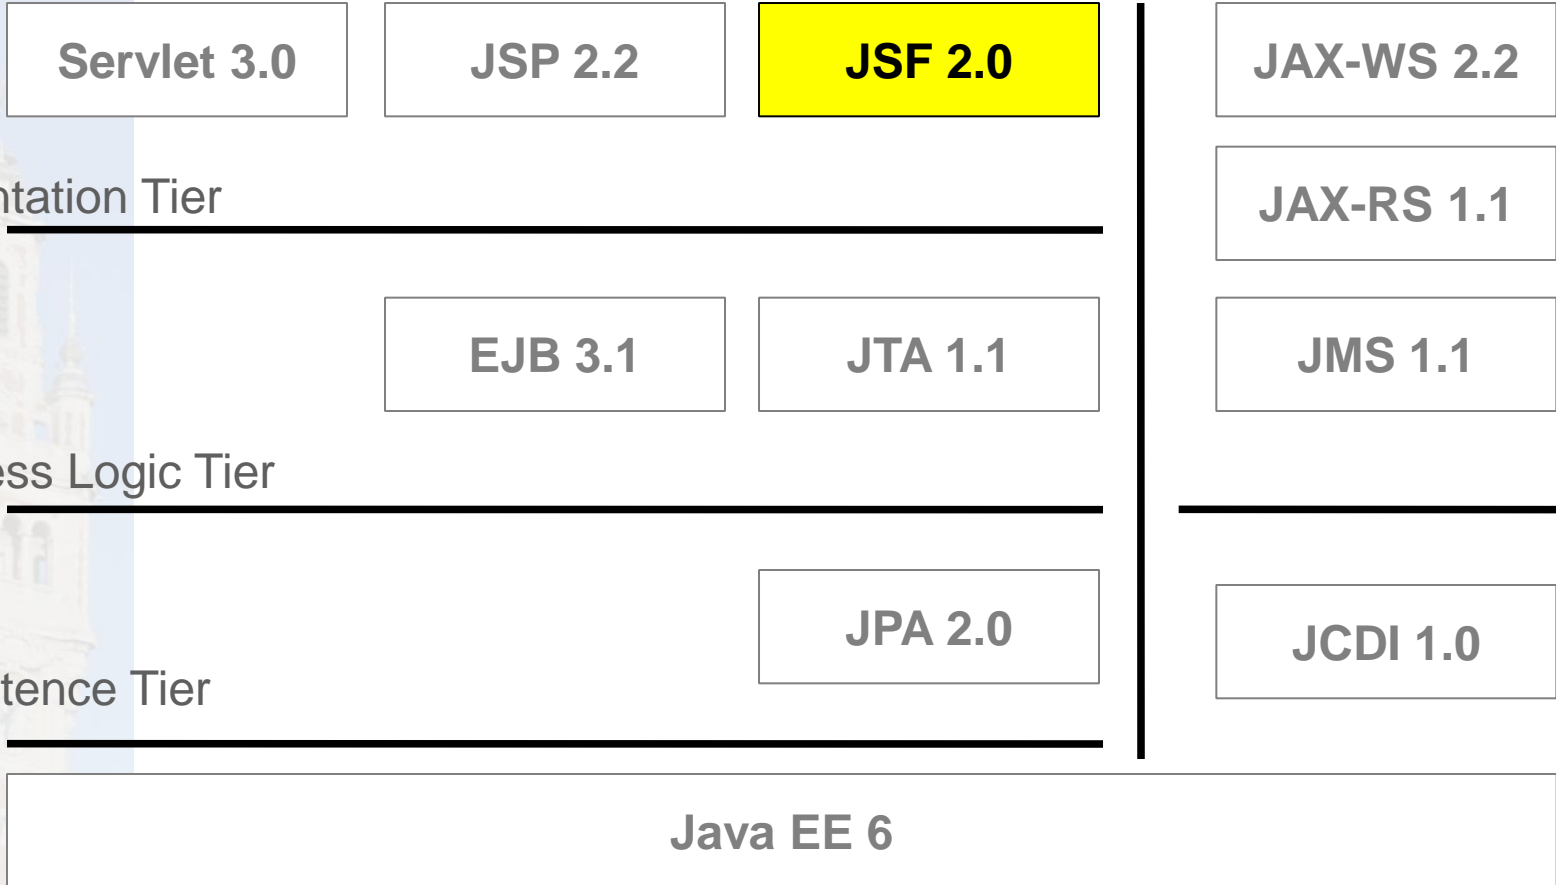 Servlet 3.0
JSP 2.2
JSF 2.0
JAX-WS 2.2
ntation Tier
JAX-RS 1.1
EJB 3.1
JTA 1.1
JMS 1.1
ess Logic Tier
JPA 2.0
JCDI 1.0
tence Tier
Java EE 6